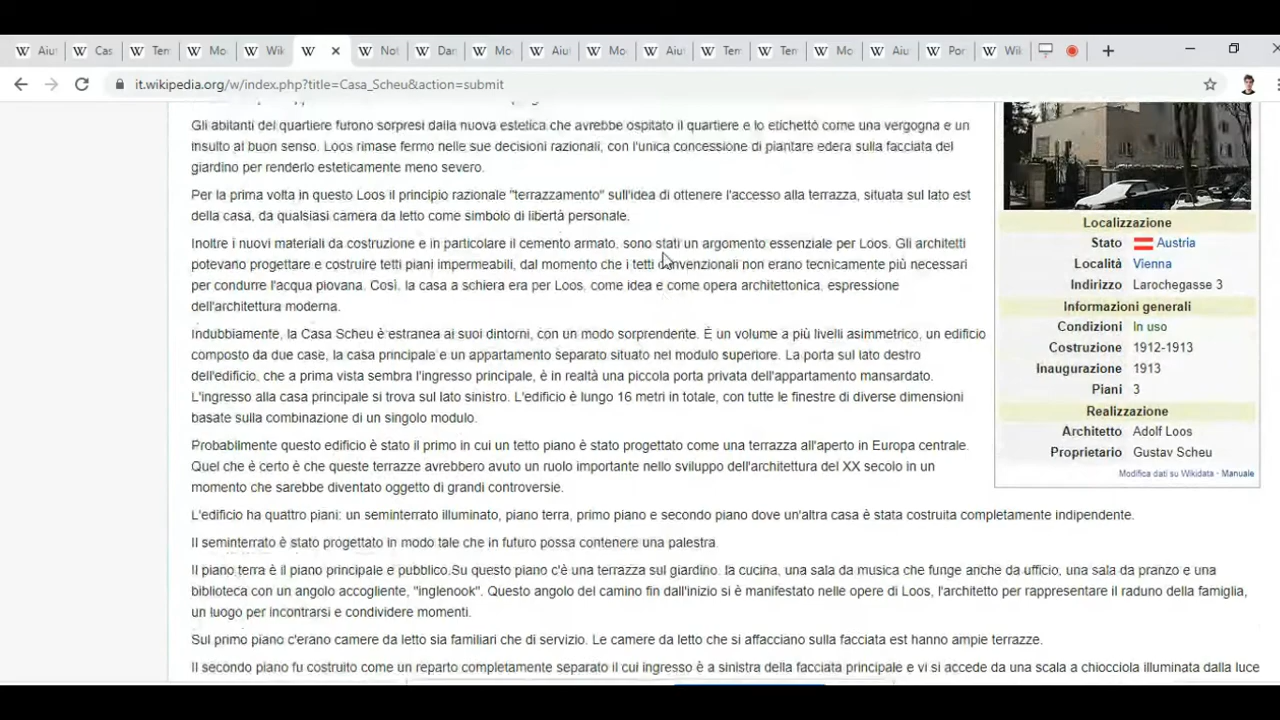 Aiut Cas Terr Mo Wik Not Dan Mo Aiut Mo Aiut Terr Terr Mo Aiu Por Wik
it.wikipedia.org/w/index.php?title=Casa_Scheu&action=submit
Gli abitanti del quartiere furono sorpresi dalla nuova estetica che avrebbe ospitato il quartiere e lo etichettò come una vergogna e un
insulto al buon senso. Loos rimase fermo nelle sue decisioni razionali, con l'unica concessione di piantare edera sulla facciata del
giardino per renderlo esteticamente meno severo.
Per la prima volta in questo Loos il principio razionale "terrazzamento" sull'idea di ottenere l'accesso alla terrazza, situata sul lato est
della casa, da qualsiasi camera da letto come simbolo di libertà personale.
Inoltre i nuovi materiali da costruzione e in particolare il cemento armato, sono stati un argomento essenziale per Loos. Gli architetti
potevano progettare e costruire tetti piani impermeabili, dal momento che i tetti convenzionali non erano tecnicamente più necessari
per condurre l'acqua piovana. Così, la casa a schiera era per Loos, come idea e come opera architettonica, espressione
dell'architettura moderna.
Indubbiamente, la Casa Scheu è estranea ai suoi dintorni, con un modo sorprendente. È un volume a più livelli asimmetrico, un edificio
composto da due case, la casa principale e un appartamento separato situato nel modulo superiore. La porta sul lato destro
dell'edificio, che a prima vista sembra l'ingresso principale, è in realtà una piccola porta privata dell'appartamento mansardato.
L'ingresso alla casa principale si trova sul lato sinistro. L'edificio è lungo 16 metri in totale, con tutte le finestre di diverse dimensioni
basate sulla combinazione di un singolo modulo.
Probabilmente questo edificio è stato il primo in cui un tetto piano è stato progettato come una terrazza all'aperto in Europa centrale.
Quel che è certo è che queste terrazze avrebbero avuto un ruolo importante nello sviluppo dell'architettura del XX secolo in un
momento che sarebbe diventato oggetto di grandi controversie.
L'edificio ha quattro piani: un seminterrato illuminato, piano terra, primo piano e secondo piano dove un'altra casa è stata costruita completamente indipendente.
Il seminterrato è stato progettato in modo tale che in futuro possa contenere una palestra.
Il piano terra è il piano principale e pubblico.Su questo piano c'è una terrazza sul giardino, la cucina, una sala da musica che funge anche da ufficio, una sala da pranzo e una
biblioteca con un angolo accogliente, "inglenook". Questo angolo del camino fin dall'inizio si è manifestato nelle opere di Loos, l'architetto per rappresentare il raduno della famiglia,
un luogo per incontrarsi e condividere momenti.
Sul primo piano c'erano camere da letto sia familiari che di servizio. Le camere da letto che si affacciano sulla facciata est hanno ampie terrazze.
Il secondo piano fu costruito come un reparto completamente separato il cui ingresso è a sinistra della facciata principale e vi si accede da una scala a chiocciola illuminata dalla luce
Localizzazione
Stato Austria
Località Vienna
Indirizzo Larochegasse 3
Informazioni generali
Condizioni In uso
Costruzione 1912-1913
Inaugurazione 1913
Piani 3
Realizzazione
Architetto Adolf Loos
Proprietario Gustav Scheu
Modifica dati su Wikidata · Manuale